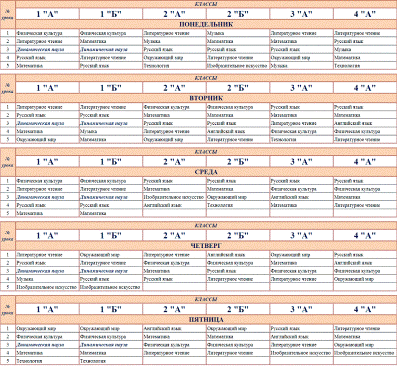 № урока КЛАССЫ
1 "А" 1 "Б" 2 "А" 2 "Б" 3 "А" 4 "А"
ПОНЕДЕЛЬНИК
1 Физическая культура Физическая культура Литературное чтение Музыка Литературное чтение Литературное чтение
2 Литературное чтение Математика Музыка Математика Математика Русский язык
3 Динамическая пауза Динамическая пауза Русский язык Русский язык Русский язык Музыка
4 Русский язык Литературное чтение Окружающий мир Литературное чтение Окружающий мир Математика
5 Математика Русский язык Технология Изобразительное искусство Музыка Технология
№ урока КЛАССЫ
1 "А" 1 "Б" 2 "А" 2 "Б" 3 "А" 4 "А"
ВТОРНИК
1 Литературное чтение Литературное чтение Физическая культура Физическая культура Литературное чтение Литературное чтение
2 Русский язык Русский язык Математика Математика Математика Математика
3 Динамическая пауза Динамическая пауза Русский язык Русский язык Литературное чтение Русский язык
4 Математика Музыка Литературное чтение Английский язык Физическая культура Английский язык
5 Окружающий мир Математика Окружающий мир Литературное чтение Английский язык Физическая культура
№ урока КЛАССЫ
1 "А" 1 "Б" 2 "А" 2 "Б" 3 "А" 4 "А"
СРЕДА
1 Физическая культура Физическая культура Русский язык Русский язык Русский язык Русский язык
2 Литературное чтение Литературное чтение Математика Математика Математика Математика
3 Динамическая пауза Динамическая пауза Изобразительное искусство Окружающий мир Английский язык Окружающий мир
4 Русский язык Русский язык Английский язык Технология Математика Литературное чтение
5 Математика Математика
№ урока КЛАССЫ
1 "А" 1 "Б" 2 "А" 2 "Б" 3 "А" 4 "А"
ЧЕТВЕРГ
1 Литературное чтение Окружающий мир Литературное чтение Английский язык Окружающий мир Русский язык
2 Русский язык Литературное чтение Физическая культура Физическая культура Математика Английский язык
3 Динамическая пауза Динамическая пауза Математика Русский язык Физическая культура Физическая культура
4 Музыка Русский язык Русский язык Литературное чтение Русский язык Окружающий мир
5 Изобразительное искусство Изобразительное искусство
№ урока КЛАССЫ
1 "А" 1 "Б" 2 "А" 2 "Б" 3 "А" 4 "А"
ПЯТНИЦА
1 Окружающий мир Окружающий мир Английский язык Окружающий мир Русский язык Литературное чтение
2 Литературное чтение Литературное чтение Русский язык Математика Английский язык Математика
3 Динамическая пауза Динамическая пауза Физическая культура Физическая культура Физическая культура Физическая культура
4 Математика Математика Литературное чтение Литературное чтение Изобразительное искусство Изобразительное искусство
5 Технология Технология